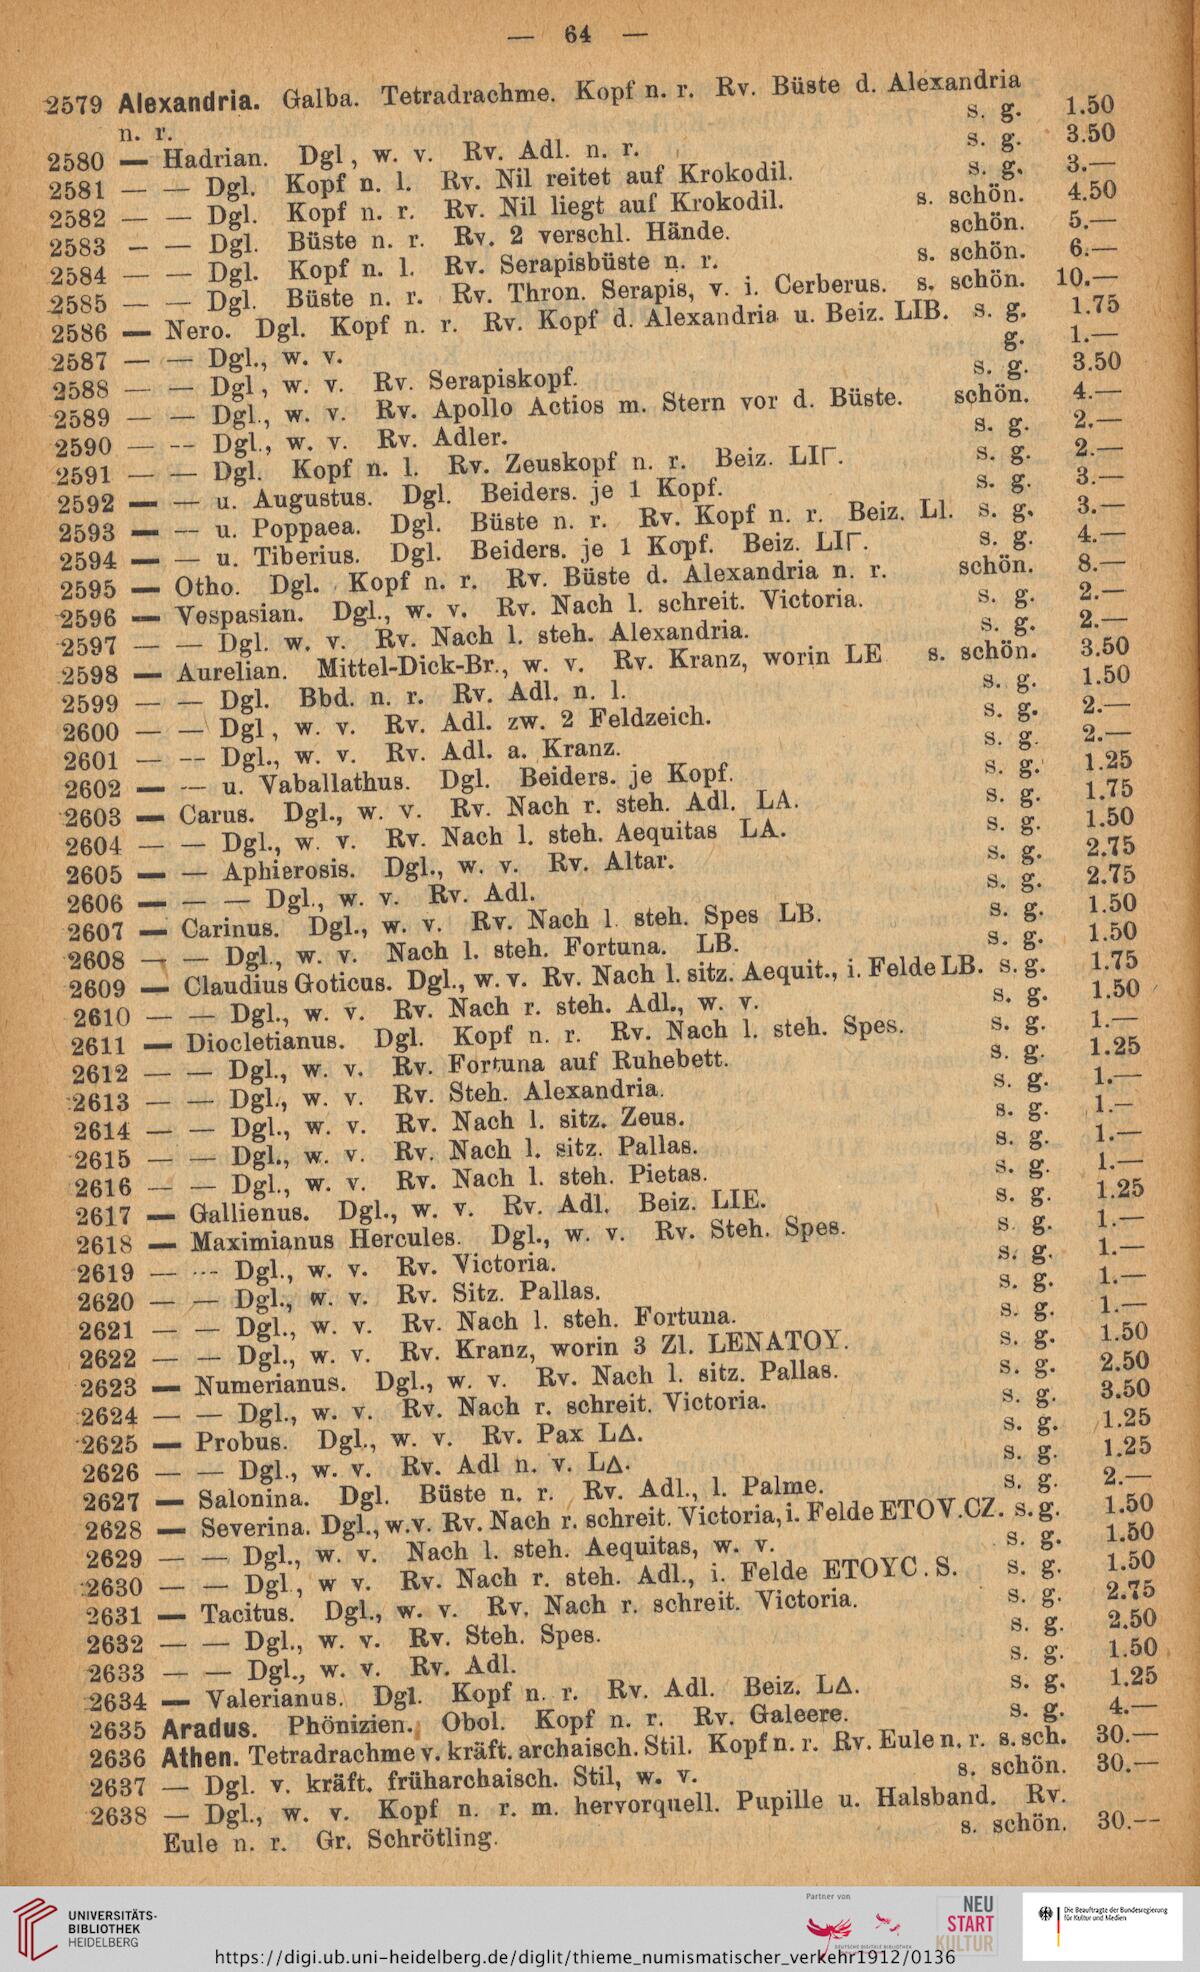 — 64 —
2579 Alexandria. Galba. Tetradrachme. Kopf n. r. Rv. Büste d. Alexandria
n. r. s. g. 1.50
2580 — Hadrian. Dgl, w. v. Rv. Adl. n. r. s. g. 3.50
2581 — — Dgl. Kopf n. l. Rv. Nil reitet auf Krokodil. s. g. 3.—
2582 — — Dgl. Kopf n. r. Rv. Nil liegt auf Krokodil. s. schön. 4.50
2583 — — Dgl. Büste n. r. Rv. 2 verschl. Hände. schön. 5.—
2584 — — Dgl. Kopf n. l. Rv. Serapisbüste n. r. s. schön. 6.—
2585 — — Dgl. Büste n. r. Rv. Thron. Serapis, v. i. Cerberus. s. schön. 10.—
2586 — Nero. Dgl. Kopf n. r. Rv. Kopf d. Alexandria u. Beiz. LIB. s. g. 1.75
2587 — — Dgl., w. v. g. 1.—
2588 — — Dgl, w. v. Rv. Serapiskopf. s. g. 3.50
2589 — — Dgl., w. v. Rv. Apollo Actios m. Stern vor d. Büste. schön. 4.—
2590 — -- Dgl., w. v. Rv. Adler. s. g. 2.—
2591 — — Dgl. Kopf n. l. Rv. Zeuskopf n. r. Beiz. LIΓ. s. g. 2.—
2592 — — u. Augustus. Dgl. Beiders. je 1 Kopf. s. g. 3.—
2593 — -- u. Poppaea. Dgl. Büste n. r. Rv. Kopf n. r. Beiz. Ll. s. g. 3.—
2594 — — u. Tiberius. Dgl. Beiders. je 1 Kopf. Beiz. LIΓ. s. g. 4.—
2595 — Otho. Dgl. Kopf n. r. Rv. Büste d. Alexandria n. r. schön. 8.—
2596 — Vespasian. Dgl., w. v. Rv. Nach l. schreit. Victoria. s. g. 2.—
2597 — — Dgl. w. v. Rv. Nach l. steh. Alexandria. s. g. 2.—
2598 — Aurelian. Mittel-Dick-Br., w. v. Rv. Kranz, worin LE s. schön. 3.50
2599 — — Dgl. Bbd. n. r. Rv. Adl. n. l. s. g. 1.50
2600 — — Dgl, w. v. Rv. Adl. zw. 2 Feldzeich. s. g. 2.—
2601 — -- Dgl., w. v. Rv. Adl. a. Kranz. s. g. 2.—
2602 — — u. Vaballathus. Dgl. Beiders. je Kopf. s. g. 1.25
2603 — Carus. Dgl., w. v. Rv. Nach r. steh. Adl. LA. s. g. 1.75
2604 — — Dgl., w. v. Rv. Nach l. steh. Aequitas LA. s. g. 1.50
2605 — — Aphierosis. Dgl., w. v. Rv. Altar. s. g. 2.75
2606 — — — Dgl., w. v. Rv. Adl. s. g. 2.75
2607 — Carinus. Dgl., w. v. Rv. Nach l steh. Spes LB. s. g. 1.50
2608 — — Dgl., w. v. Nach l. steh. Fortuna. LB. s. g. 1.50
2609 — Claudius Goticus. Dgl., w. v. Rv. Nach l. sitz. Aequit., i. Felde LB. s. g. 1.75
2610 — — Dgl., w. v. Rv. Nach r. steh. Adl., w. v. s. g. 1.50
2611 — Diocletianus. Dgl. Kopf n. r. Rv. Nach l. steh. Spes. s. g. 1.—
2612 — — Dgl., w. v. Rv. Fortuna auf Ruhebett. s. g. 1.25
2613 — — Dgl., w. v. Rv. Steh. Alexandria. s. g. 1.—
2614 — — Dgl., w. v. Rv. Nach l. sitz. Zeus. s. g. 1.—
2615 — — Dgl., w. v. Rv. Nach l. sitz. Pallas. s. g. 1.—
2616 — — Dgl., w. v. Rv. Nach l. steh. Pietas. s. g. 1.—
2617 — Gallienus. Dgl., w. v. Rv. Adl. Beiz. LIE. s. g. 1.25
2618 — Maximianus Hercules. Dgl., w. v. Rv. Steh. Spes. s. g. 1.—
2619 — --- Dgl., w. v. Rv. Victoria. s. g. 1.—
2620 — — Dgl., w. v. Rv. Sitz. Pallas. s. g. 1.—
2621 — — Dgl., w. v. Rv. Nach l. steh. Fortuna. s. g. 1.—
2622 — — Dgl., w. v. Rv. Kranz, worin 3 Zl. LENATOY. s. g. 1.50
2623 — Numerianus. Dgl., w. v. Rv. Nach l. sitz. Pallas. s. g. 2.50
2624 — — Dgl., w. v. Rv. Nach r. schreit. Victoria. s. g. 3.50
2625 — Probus. Dgl., w. v. Rv. Pax LΔ. s. g. 1.25
2626 — — Dgl., w. v. Rv. Adl n. v. LΔ. s. g. 1.25
2627 — Salonina. Dgl. Büste n. r. Rv. Adl., l. Palme. s. g. 2.—
2628 — Severina. Dgl., w. v. Rv. Nach r. schreit. Victoria, i. Felde ETOV.CZ. s. g. 1.50
2629 — — Dgl., w. v. Nach l. steh. Aequitas, w. v. s. g. 1.50
2630 — — Dgl., w v. Rv. Nach r. steh. Adl., i. Felde ETOYC.S. s. g. 1.50
2631 — Tacitus. Dgl., w. v. Rv. Nach r. schreit. Victoria. s. g. 2.75
2632 — — Dgl., w. v. Rv. Steh. Spes. s. g. 2.50
2633 — — Dgl., w. v. Rv. Adl. s. g. 1.50
2634 — Valerianus. Dgl. Kopf n. r. Rv. Adl. Beiz. LΔ. s. g. 1.25
2635 Aradus. Phönizien. Obol. Kopf n. r. Rv. Galeere. s. g. 4.—
2636 Athen. Tetradrachme v. kräft. archaisch. Stil. Kopf n. r. Rv. Eule n. r. s. sch. 30.—
2637 — Dgl. v. kräft. früharchaisch. Stil, w. v. s. schön. 30.—
2638 — Dgl., w. v. Kopf n. r. m. hervorquell. Pupille u. Halsband. Rv.
Eule n. r. Gr. Schrötling. s. schön. 30.--
UNIVERSITÄTS-
BIBLIOTHEK
HEIDELBERG
Partner von
DEUTSCHE DIGITALE BIBLIOTHEK
NEU
START
KULTUR
Die Beauftragte der Bundesregierung
für Kultur und Medien
https://digi.ub.uni-heidelberg.de/diglit/thieme_numismatischer_verkehr1912/0136